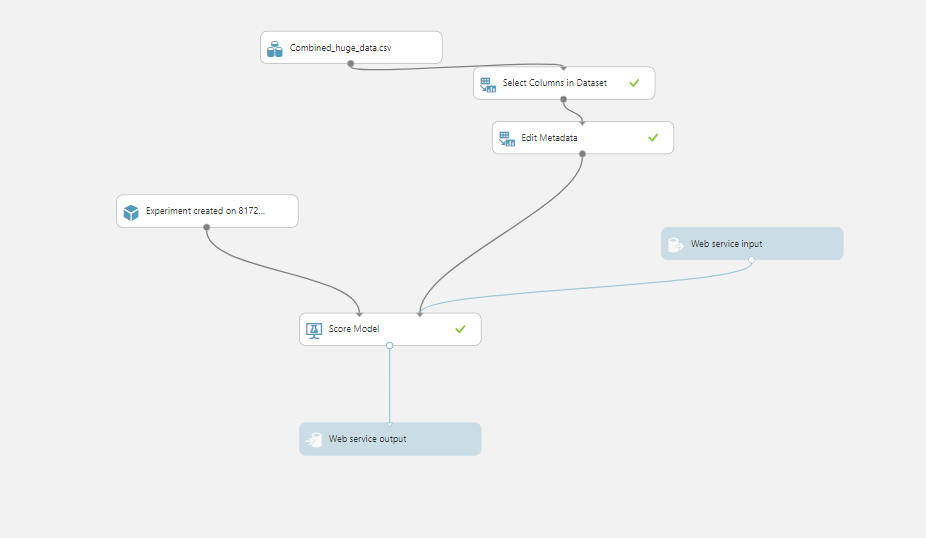 Combined_huge_data.csv
Select Columns in Dataset
Edit Metadata
Experiment created on 8172...
Web service input
Score Model
Web service output